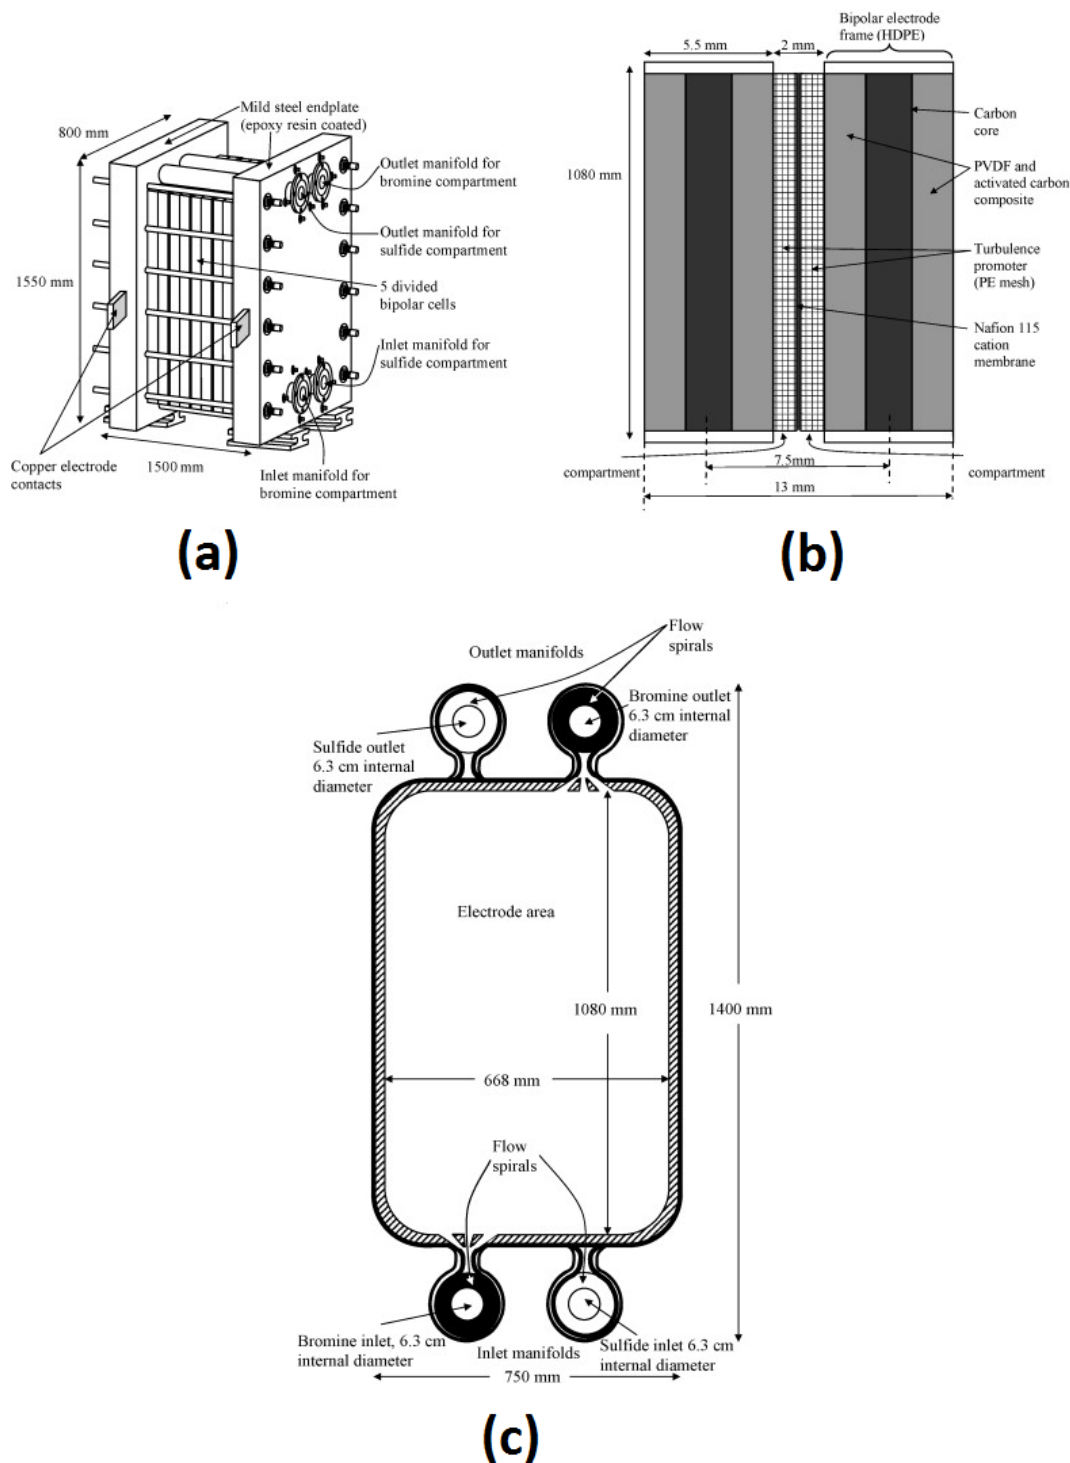 800 mm
Mild steel endplate
(epoxy resin coated)
Outlet manifold for
bromine compartment
Outlet manifold for
sulfide compartment
5 divided
bipolar cells
Inlet manifold for
sulfide compartment
1550 mm
1500 mm
Copper electrode
contacts
Inlet manifold for
bromine compartment
(a)
Bipolar electrode
frame (HDPE)
5.5 mm
2 mm
Carbon
core
PVDF and
activated carbon
composite
1080 mm
Turbulence
promoter
(PE mesh)
Nafion 115
cation
membrane
compartment
7.5mm
compartment
13 mm
(b)
Flow
spirals
Outlet manifolds
Bromine outlet
6.3 cm internal
diameter
Sulfide outlet
6.3 cm internal
diameter
Electrode area
1080 mm
1400 mm
668 mm
Flow
spirals
Bromine inlet, 6.3 cm
internal diameter
Inlet manifolds
Sulfide inlet 6.3 cm
internal diameter
750 mm
(c)